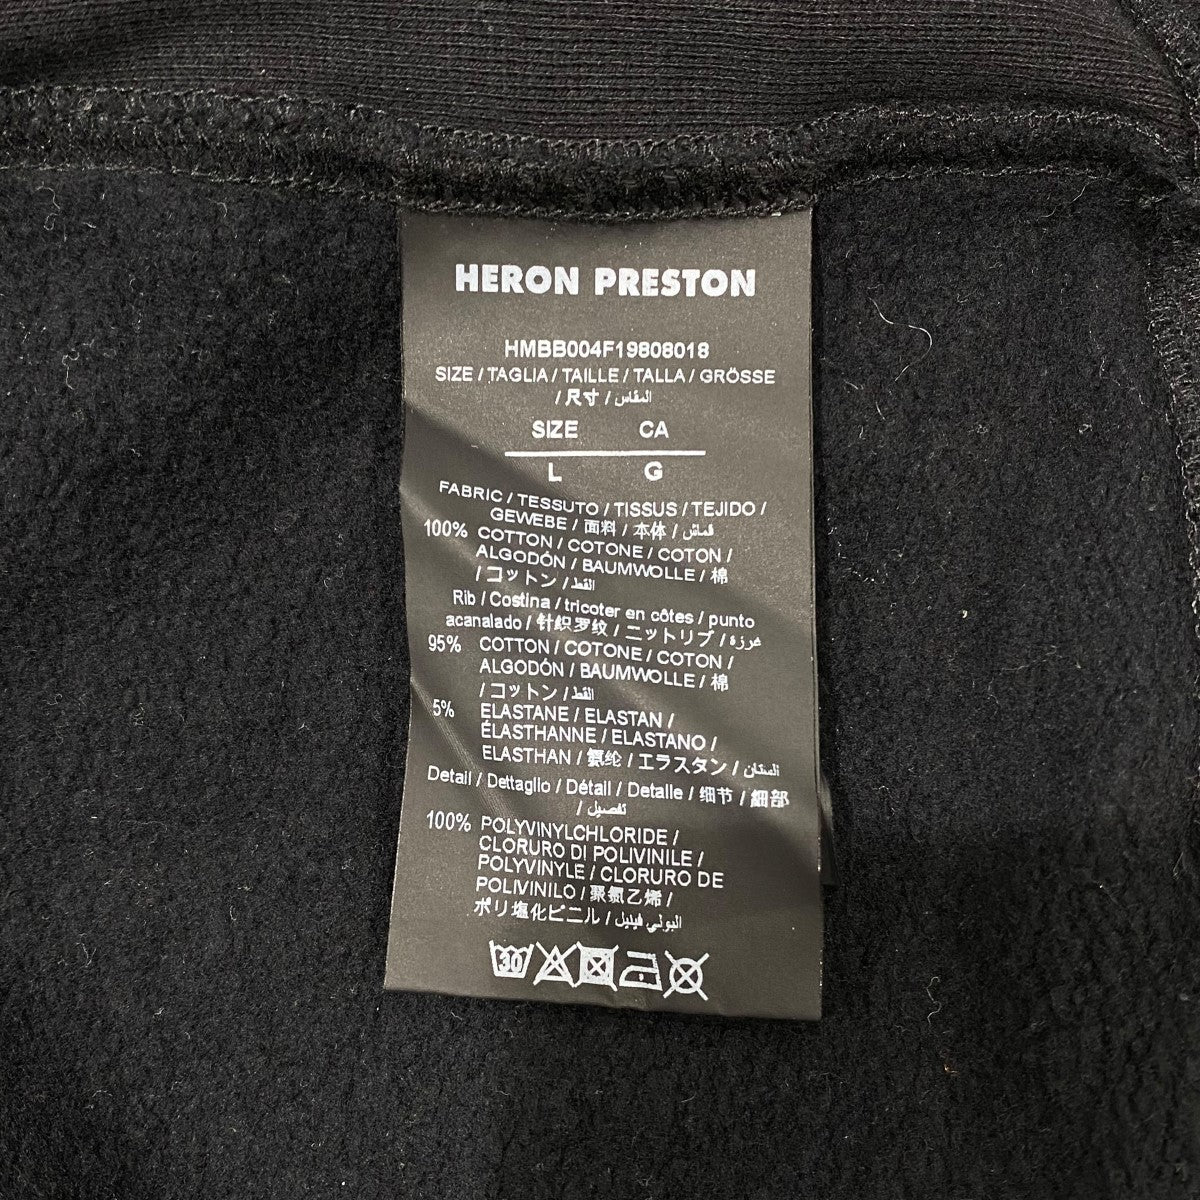 HERON PRESTON
HMBB004F19808018
SIZE / TAGLIA / TAILLE / TALLA / GRÖSSE
/ 尺寸 / المقاس
SIZE CA
L G
FABRIC / TESSUTO / TISSUS / TEJIDO /
GEWEBE / 面料 / 本体 / قماش
100% COTTON / COTONE / COTON /
ALGODÓN / BAUMWOLLE / 棉
/ コットン / القط
Rib / Costina / tricoter en côtes / punto
acanalado / 针织罗纹 / ニットリブ / غرزة
95% COTTON / COTONE / COTON /
ALGODÓN / BAUMWOLLE / 棉
/ コットン / القط
5% ELASTANE / ELASTAN /
ÉLASTHANNE / ELASTANO /
ELASTHAN / 氨纶 / エラスタン / الستان
Detail / Dettaglio / Détail / Detalle / 细节 / 細部
/ تفصيل
100% POLYVINYLCHLORIDE /
CLORURO DI POLIVINILE /
POLYVINYLE / CLORURO DE
POLIVINILO / 聚氯乙烯 /
ポリ塩化ビニル / البولي فينيل
30